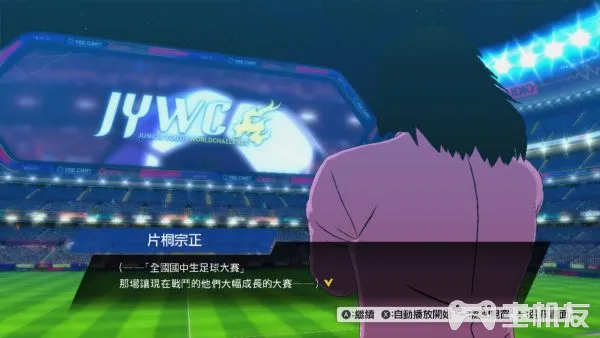 JYWC
JUNIOR YOUTH WORLD CHALLENGE
片桐宗正
(——「全國國中生足球大賽」
那場讓現在戰鬥的他們大幅成長的大賽——)
A:繼續 X:自動播放開始
主机友